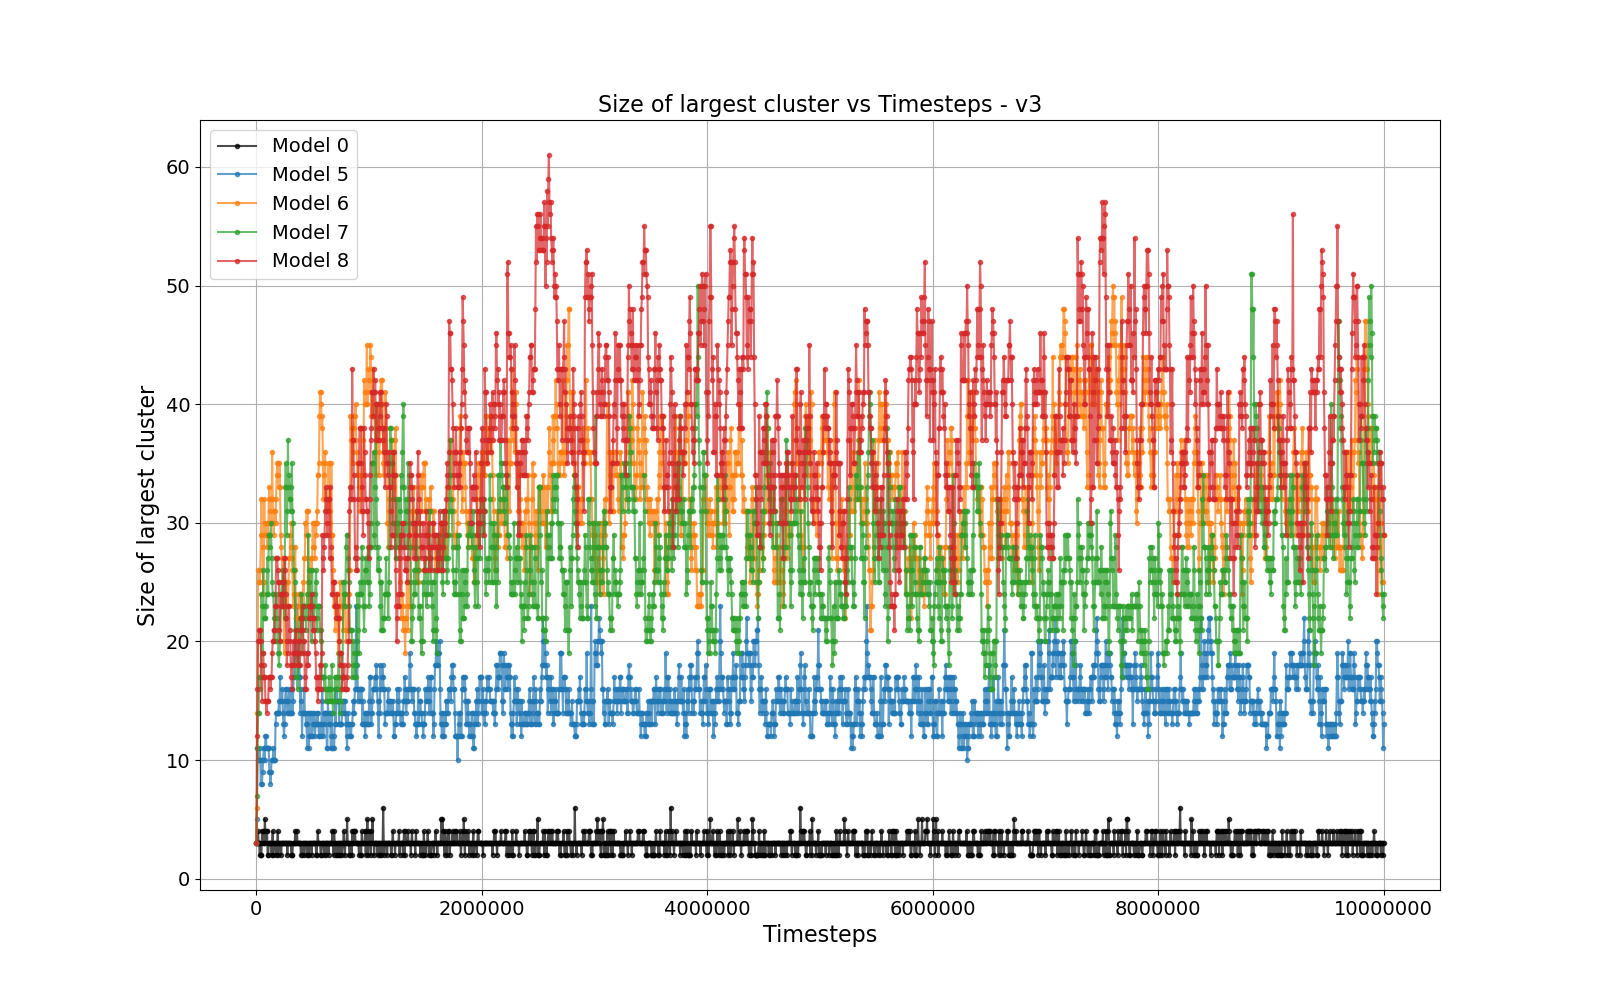 Size of largest cluster vs Timesteps - v3
Model 0
Model 5
Model 6
Model 7
Model 8
Size of largest cluster
60
50
40
30
20
10
0
0 2000000 4000000 6000000 8000000 10000000
Timesteps